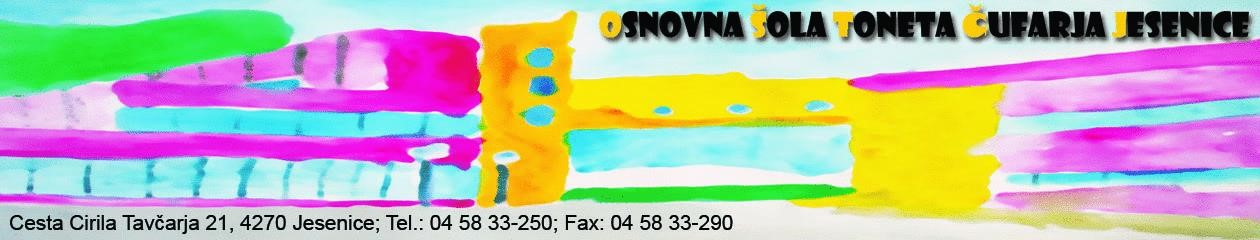 Osnovna Šola Toneta Čufarja Jesenice
Cesta Cirila Tavčarja 21, 4270 Jesenice; Tel.: 04 58 33-250; Fax: 04 58 33-290